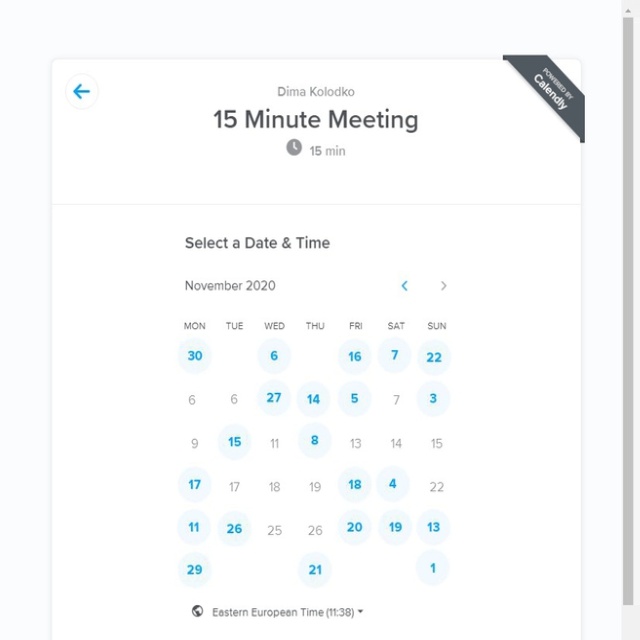 POWERED BY
Calendly
Dima Kolodko
15 Minute Meeting
15 min
Select a Date & Time
November 2020
MON TUE WED THU FRI SAT SUN
30 6 16 7 22
6 6 27 14 5 7 3
9 15 11 8 13 14 15
17 17 18 19 18 4 22
11 26 25 26 20 19 13
29 21 1
Eastern European Time (11:38)